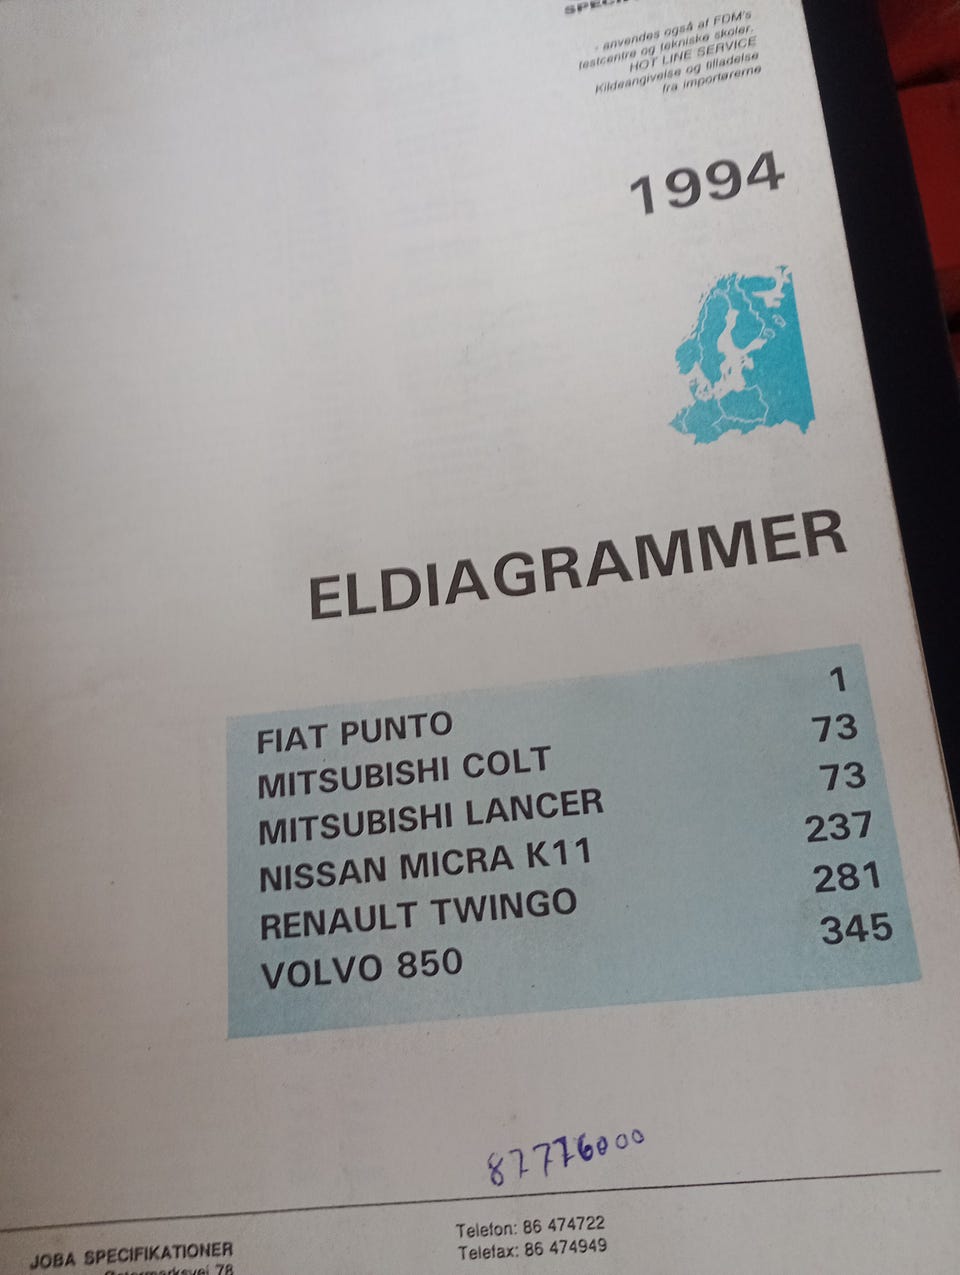 - anvendes også af FDM's
testcentre og tekniske skoler.
HOT LINE SERVICE
Kildeangivelse og tilladelse
fra importørerne
1994
ELDIAGRAMMER
FIAT PUNTO 1
MITSUBISHI COLT 73
MITSUBISHI LANCER 73
NISSAN MICRA K11 237
RENAULT TWINGO 281
VOLVO 850 345
87776000
JOBA SPECIFIKATIONER
Telefon: 86 474722
Telefax: 86 474949
78